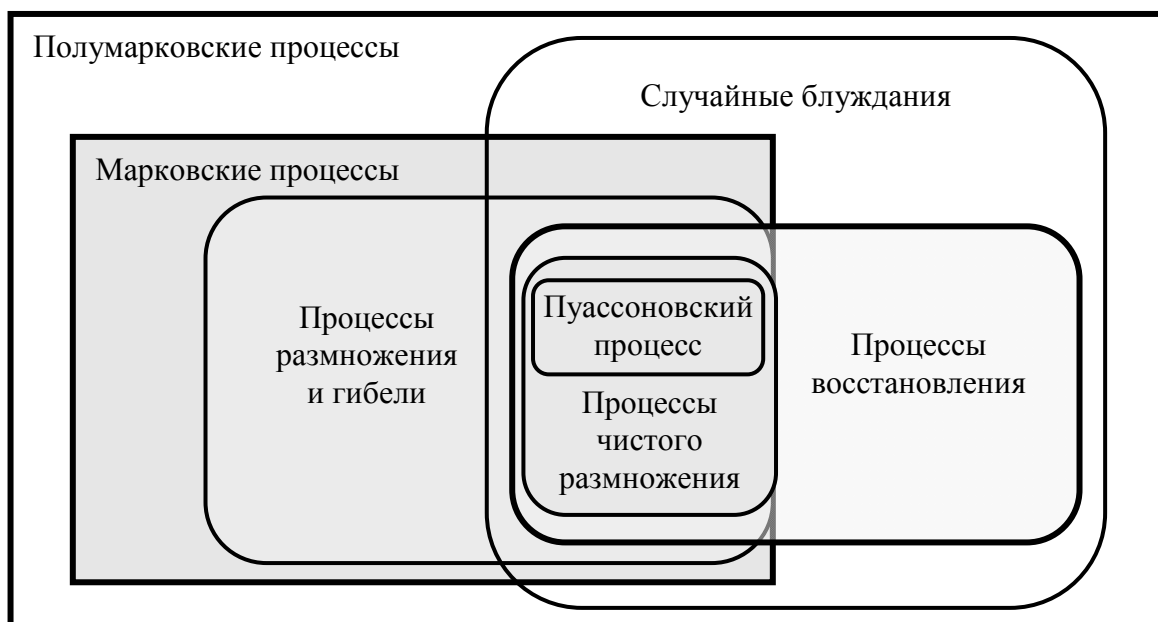 Полумарковские процессы
Случайные блуждания
Марковские процессы
Процессы
размножения
и гибели
Пуассоновский
процесс
Процессы
чистого
размножения
Процессы
восстановления